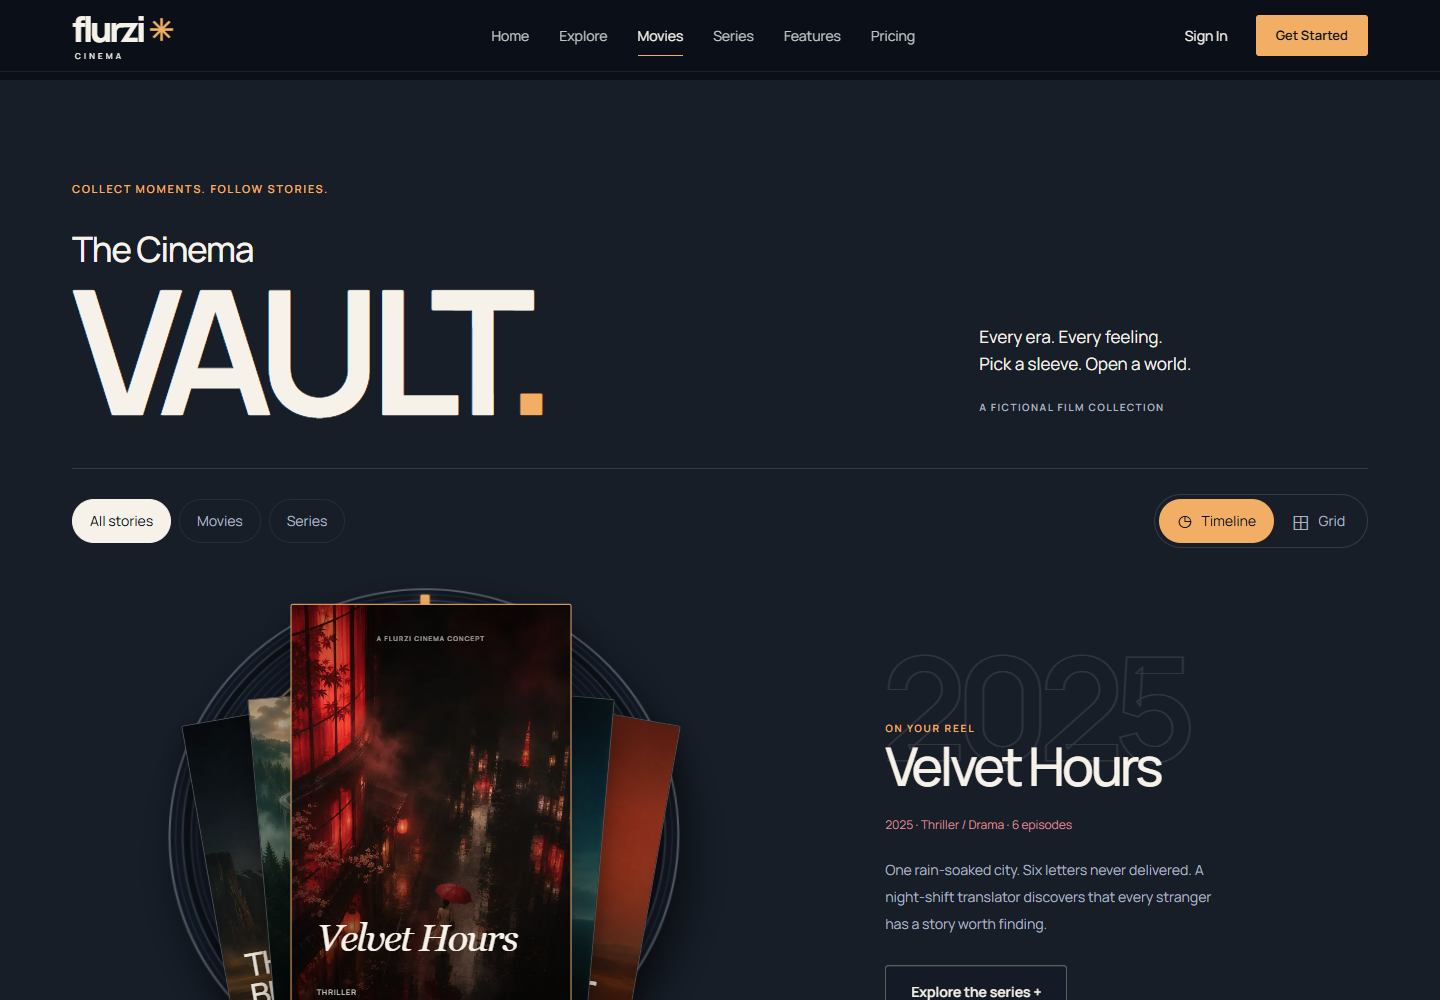 flurzi
CINEMA
Home Explore Movies Series Features Pricing
Sign In
Get Started
COLLECT MOMENTS. FOLLOW STORIES.
The Cinema
VAULT.
Every era. Every feeling.
Pick a sleeve. Open a world.
A FICTIONAL FILM COLLECTION
All stories Movies Series
Timeline Grid
A FLURZI CINEMA CONCEPT
Velvet Hours
THRILLER
2025
ON YOUR REEL
Velvet Hours
2025 · Thriller / Drama · 6 episodes
One rain-soaked city. Six letters never delivered. A
night-shift translator discovers that every stranger
has a story worth finding.
Explore the series +